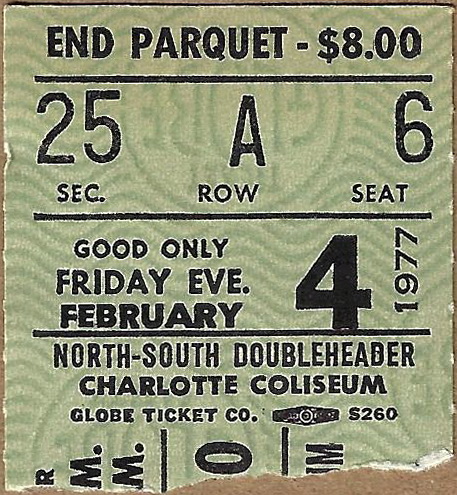 END PARQUET - $8.00
25 A 6
SEC. ROW SEAT
GOOD ONLY
FRIDAY EVE.
FEBRUARY 4 1977
NORTH-SOUTH DOUBLEHEADER
CHARLOTTE COLISEUM
GLOBE TICKET CO. S260